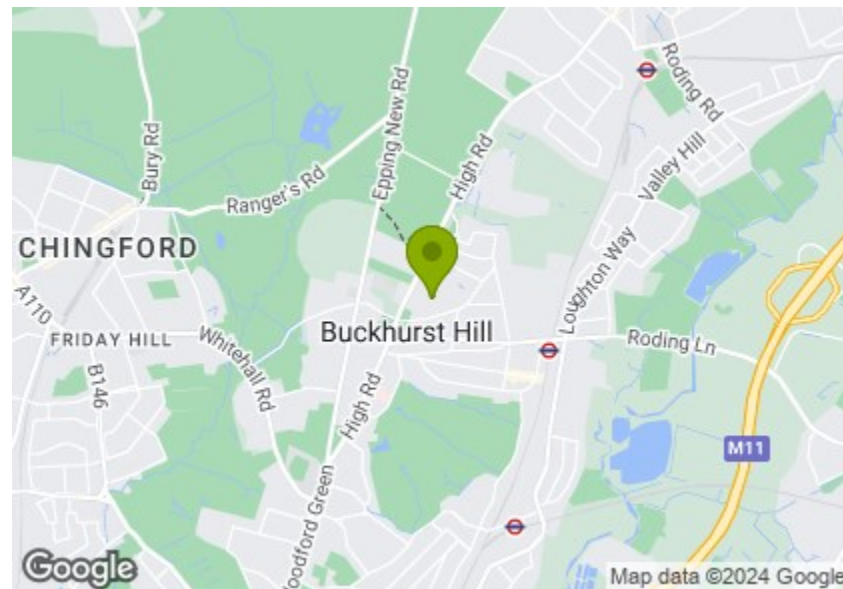 Roding Rd
Epping New Rd
High Rd
Valley Hill
Bury Rd
Ranger's Rd
CHINGFORD
Loughton Way
A110
FRIDAY HILL
Whitehall Rd
Buckhurst Hill
Roding Ln
B146
High Rd
M11
oodford Green
Google
Map data ©2024 Google